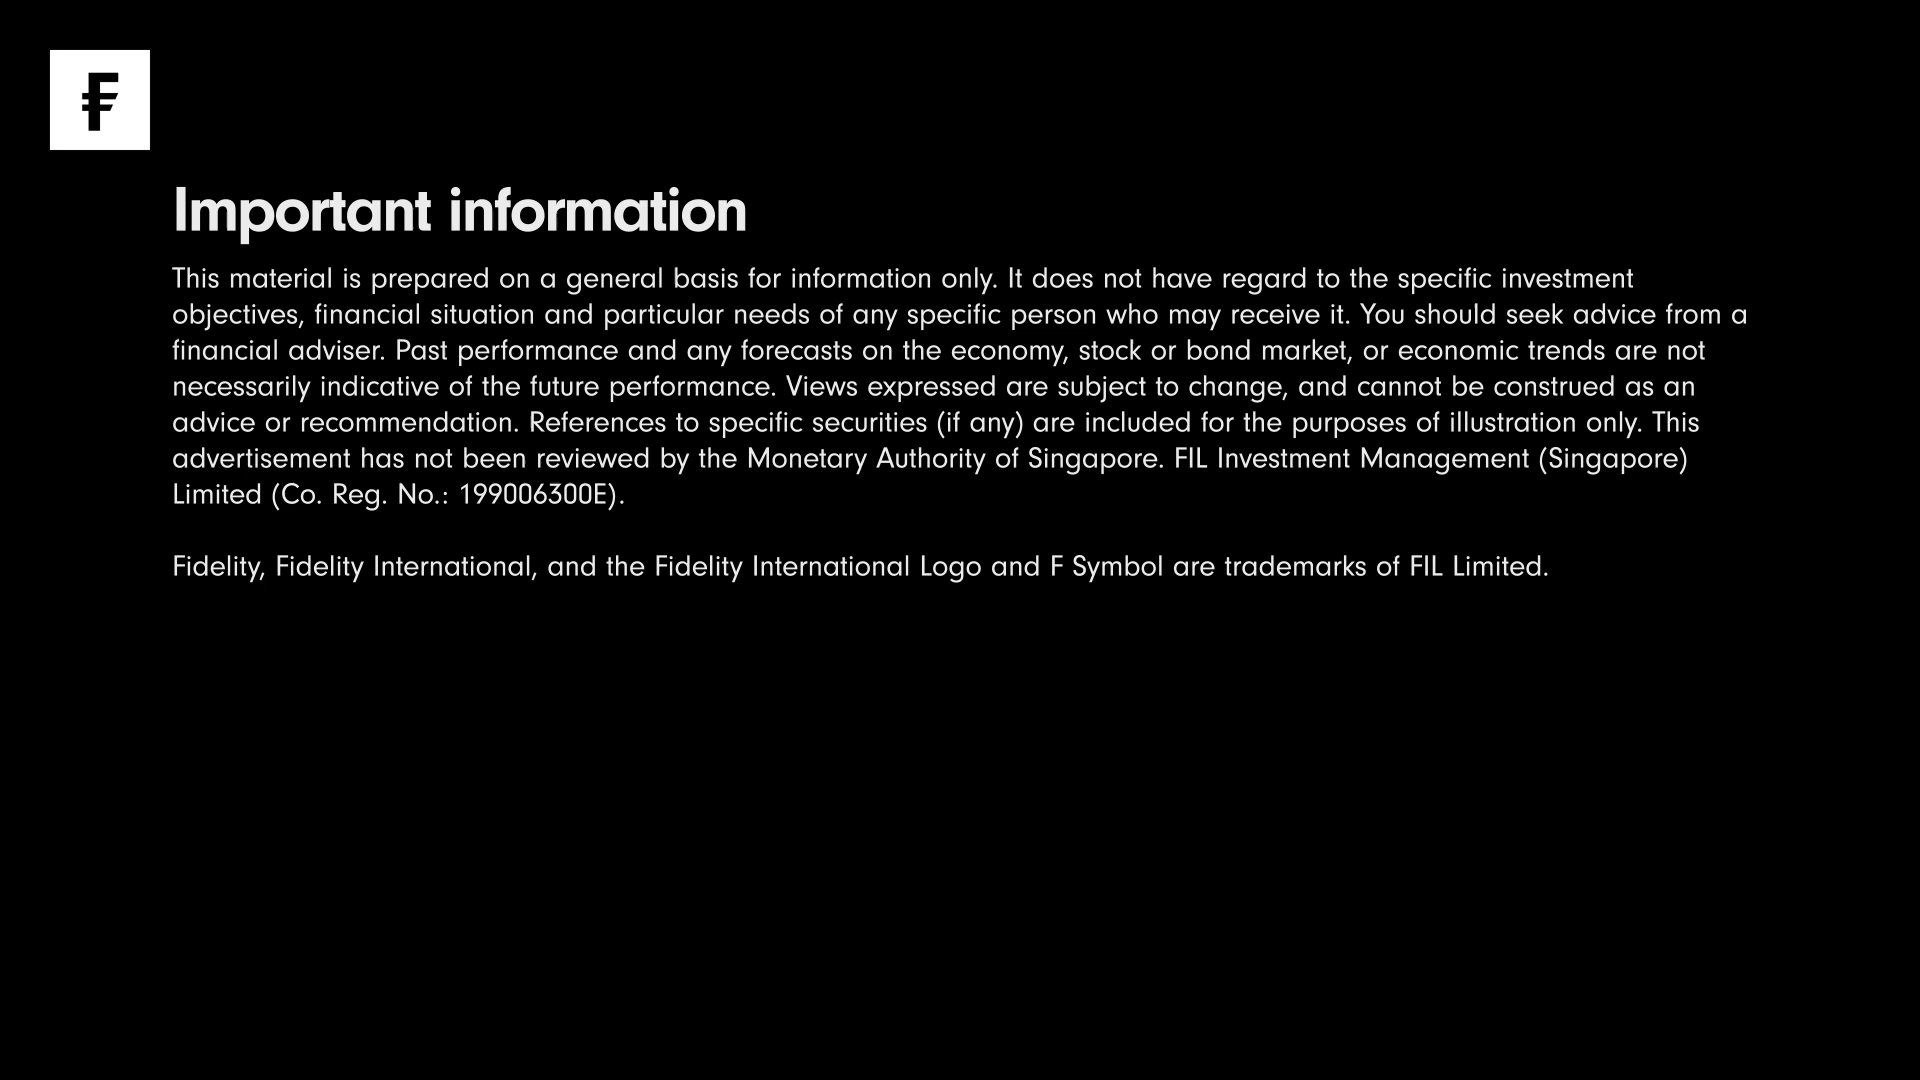 Important information
This material is prepared on a general basis for information only. It does not have regard to the specific investment
objectives, financial situation and particular needs of any specific person who may receive it. You should seek advice from a
financial adviser. Past performance and any forecasts on the economy, stock or bond market, or economic trends are not
necessarily indicative of the future performance. Views expressed are subject to change, and cannot be construed as an
advice or recommendation. References to specific securities (if any) are included for the purposes of illustration only. This
advertisement has not been reviewed by the Monetary Authority of Singapore. FIL Investment Management (Singapore)
Limited (Co. Reg. No.: 199006300E).
Fidelity, Fidelity International, and the Fidelity International Logo and F Symbol are trademarks of FIL Limited.